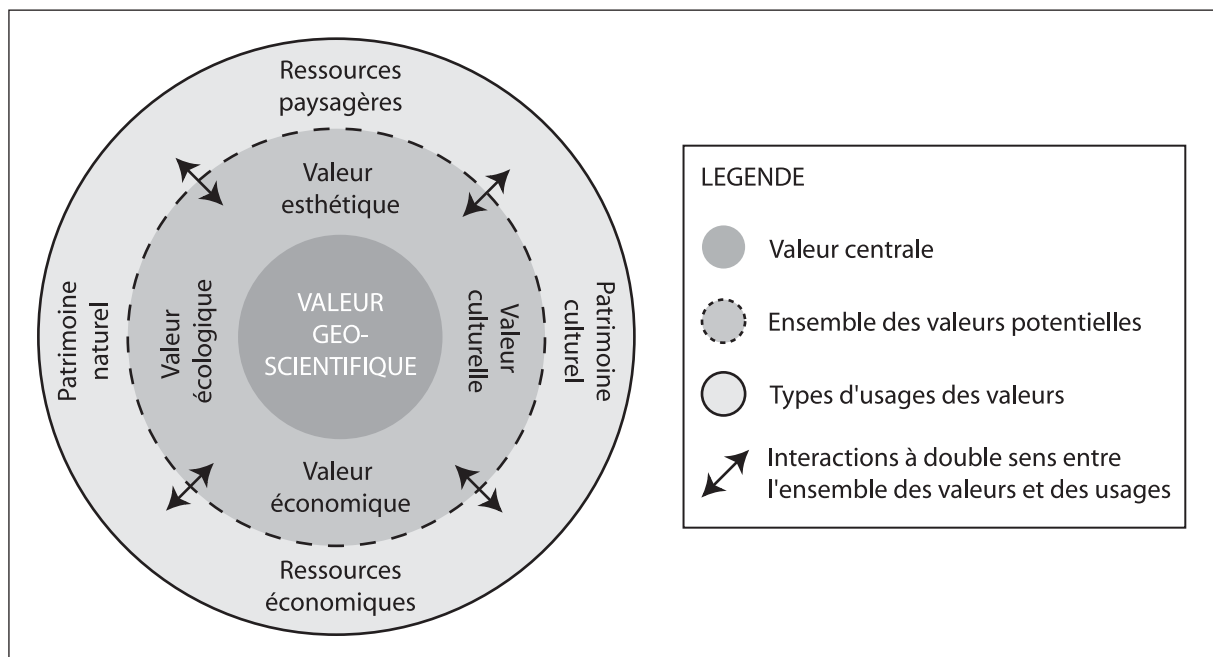 Ressources
paysagères
Valeur
esthétique
Patrimoine
naturel
Valeur
écologique
VALEUR
GEO-
SCIENTIFIQUE
Valeur
culturelle
Patrimoine
culturel
Valeur
économique
Ressources
économiques
LEGENDE
Valeur centrale
Ensemble des valeurs potentielles
Types d'usages des valeurs
Interactions à double sens entre
l'ensemble des valeurs et des usages